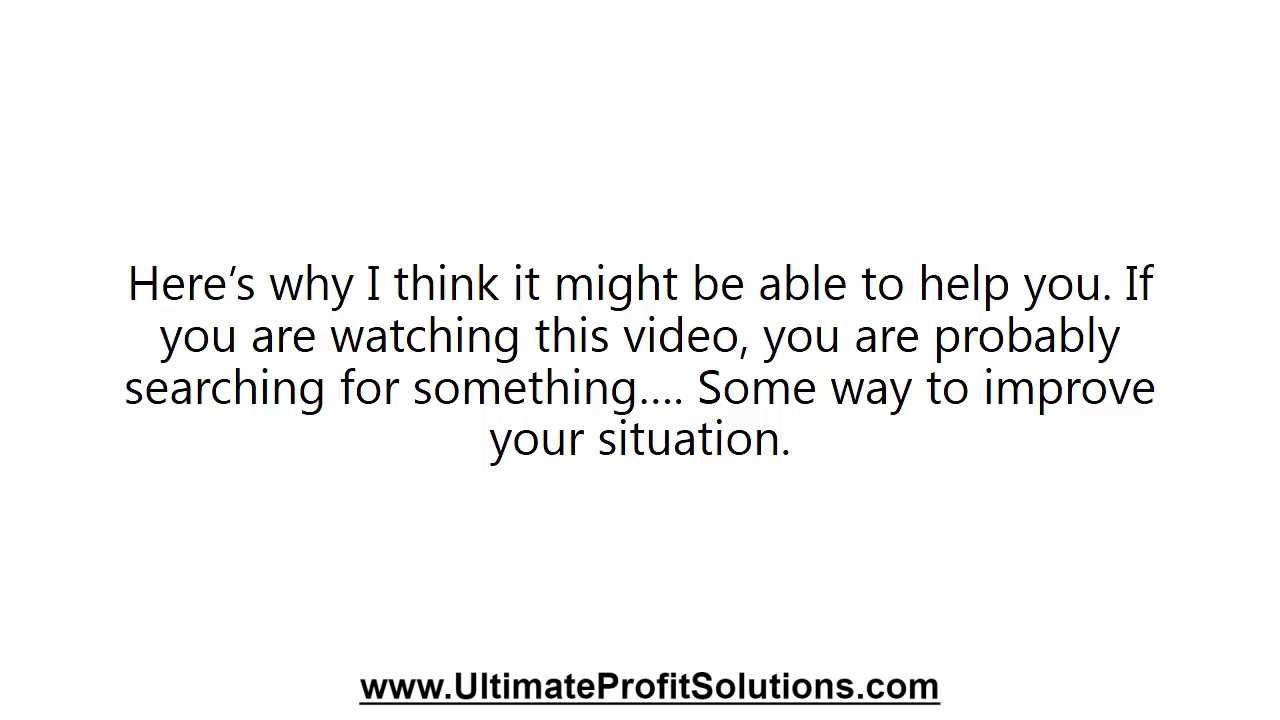 Here’s why I think it might be able to help you. If
you are watching this video, you are probably
searching for something.... Some way to improve
your situation.
www.UltimateProfitSolutions.com